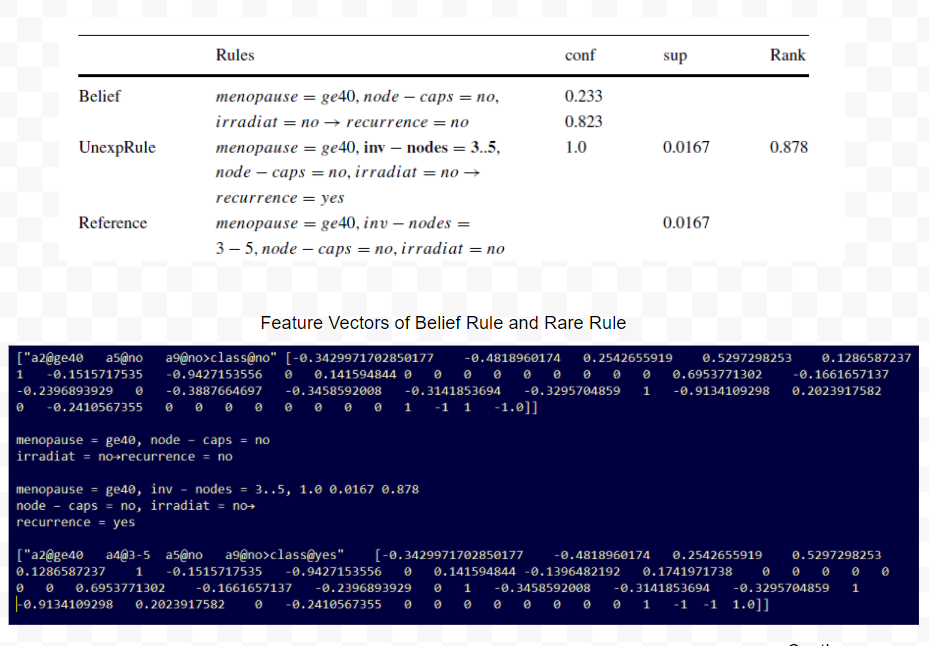 Rules conf sup Rank
Belief menopause = ge40, node − caps = no, 0.233
irradiat = no → recurrence = no 0.823
UnexpRule menopause = ge40, inv − nodes = 3..5, 1.0 0.0167 0.878
node − caps = no, irradiat = no →
recurrence = yes
Reference menopause = ge40, inv − nodes = 0.0167
3 − 5, node − caps = no, irradiat = no
Feature Vectors of Belief Rule and Rare Rule
["a2@ge40 a5@no a9@no>class@no" [-0.3429971702850177 -0.4818960174 0.2542655919 0.5297298253 0.1286587237
1 -0.1515717535 -0.9427153556 0 0.141594844 0 0 0 0 0 0 0 0 0 0.6953771302 -0.1661657137
-0.2396893929 0 -0.3887664697 -0.3458592008 -0.3141853694 -0.3295704859 1 -0.9134109298 0.2023917582
0 -0.2410567355 0 0 0 0 0 0 0 0 1 -1 1 -1.0]]
menopause = ge40, node − caps = no
irradiat = no→recurrence = no
menopause = ge40, inv − nodes = 3..5, 1.0 0.0167 0.878
node − caps = no, irradiat = no→
recurrence = yes
["a2@ge40 a4@3-5 a5@no a9@no>class@yes" [-0.3429971702850177 -0.4818960174 0.2542655919 0.5297298253
0.1286587237 1 -0.1515717535 -0.9427153556 0 0.141594844 -0.1396482192 0.1741971738 0 0 0 0 0
0 0 0.6953771302 -0.1661657137 -0.2396893929 0 1 -0.3458592008 -0.3141853694 -0.3295704859 1
-0.9134109298 0.2023917582 0 -0.2410567355 0 0 0 0 0 0 0 0 1 -1 -1 1.0]]